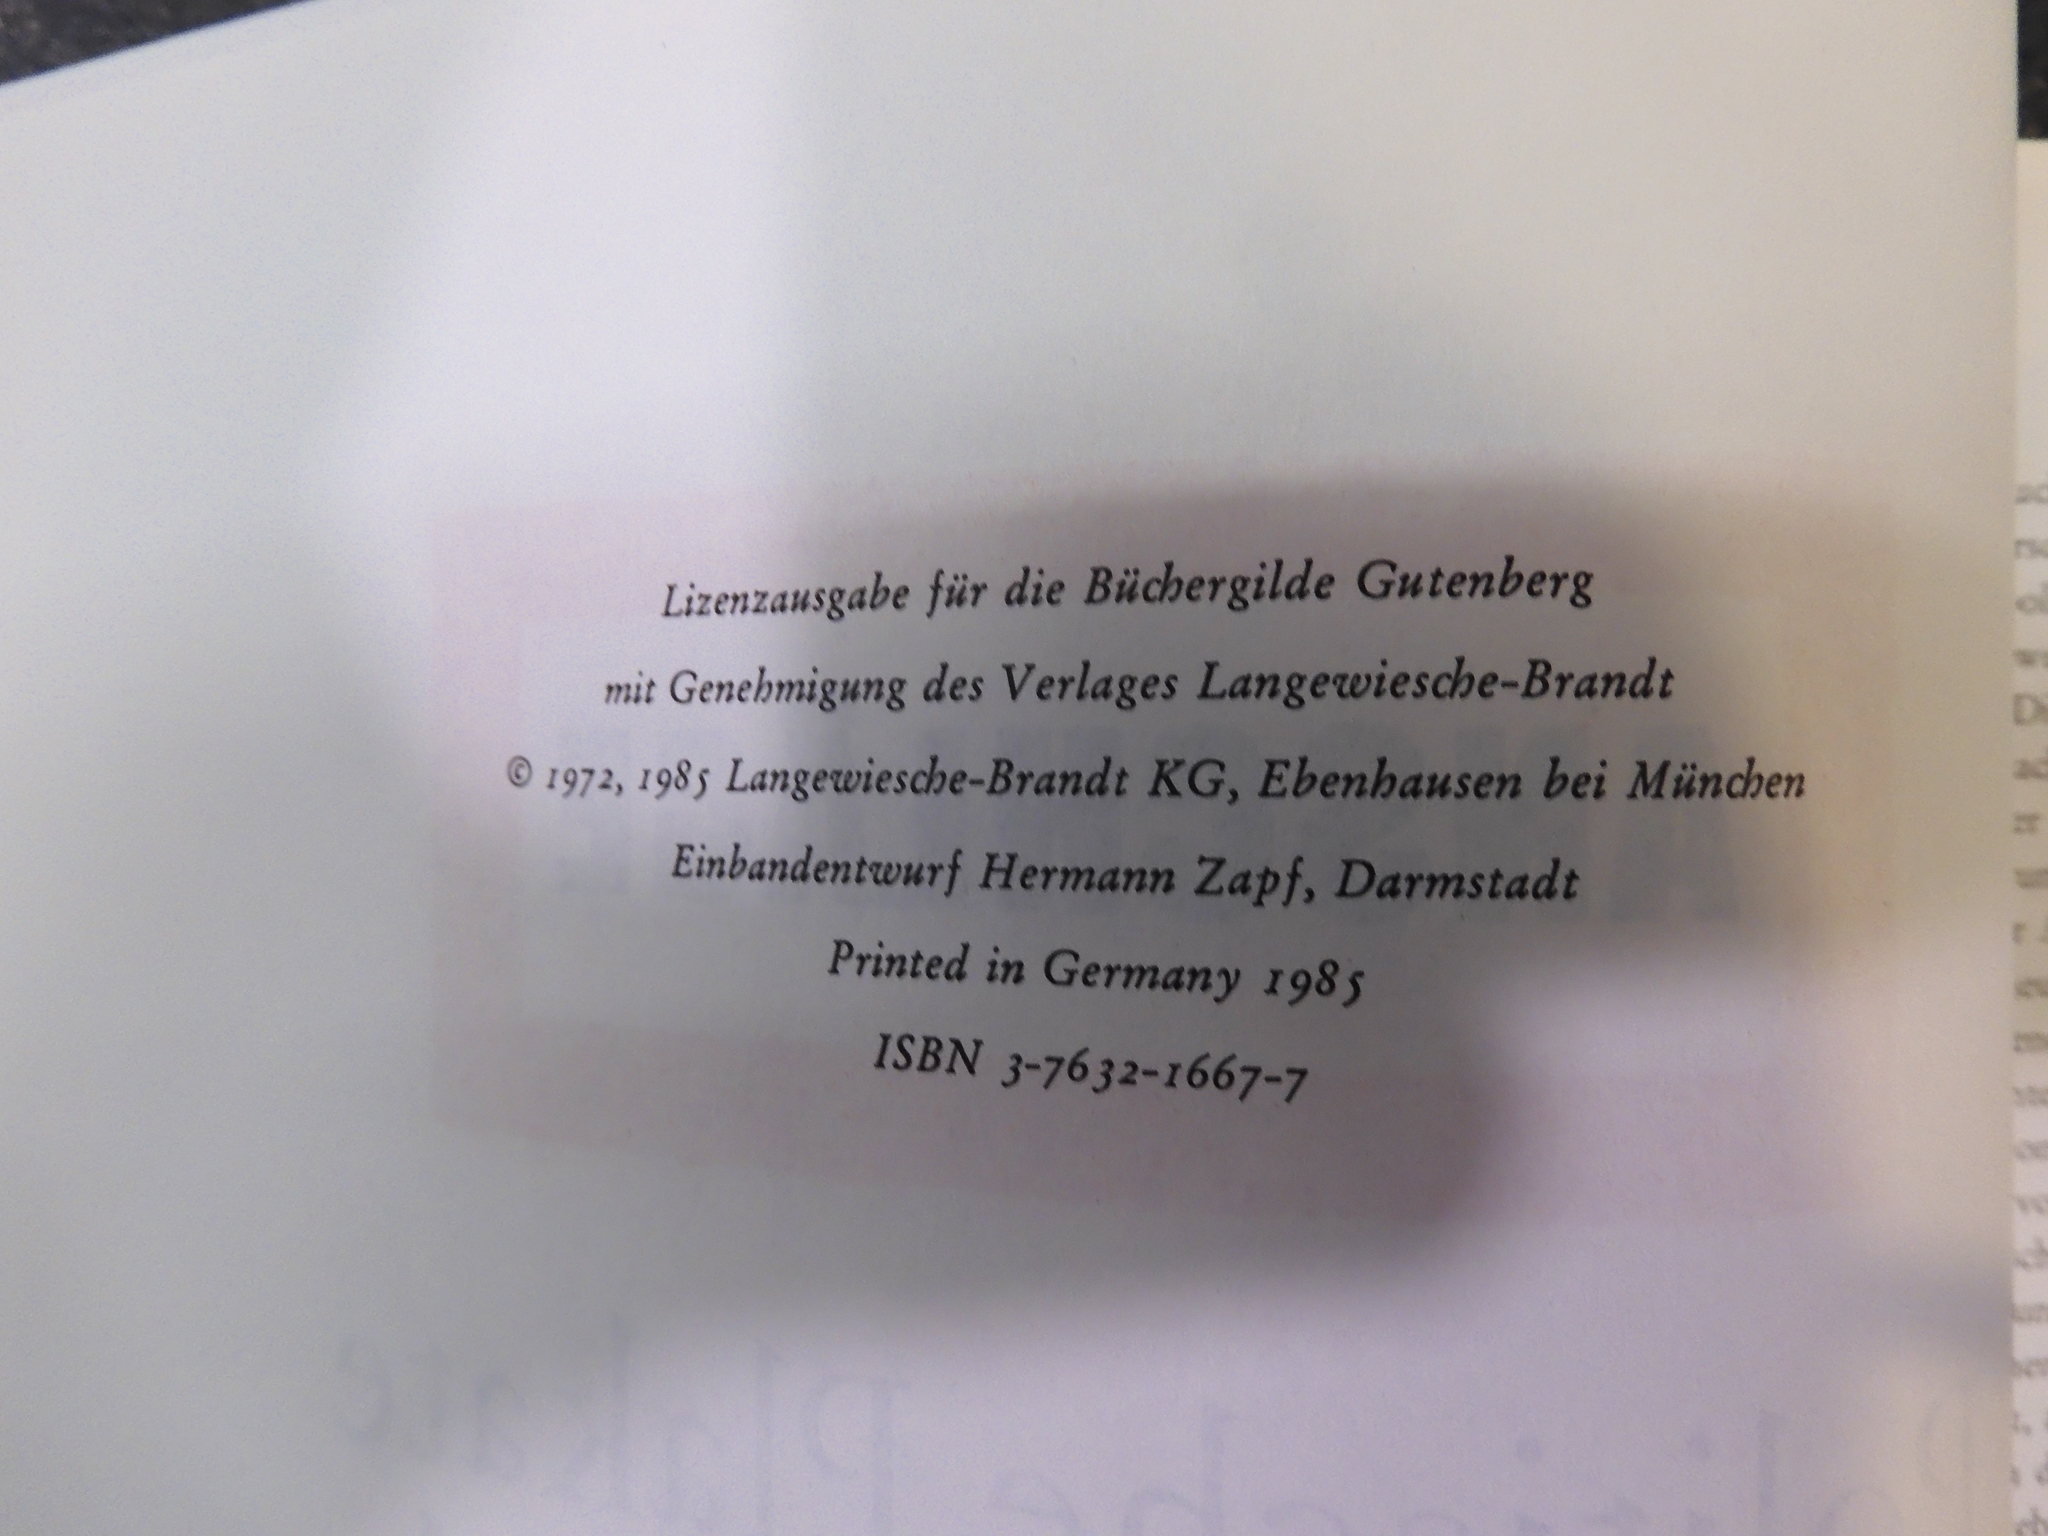 Lizenzausgabe für die Büchergilde Gutenberg
mit Genehmigung des Verlages Langewiesche-Brandt
© 1972, 1985 Langewiesche-Brandt KG, Ebenhausen bei München
Einbandentwurf Hermann Zapf, Darmstadt
Printed in Germany 1985
ISBN 3-7632-1667-7